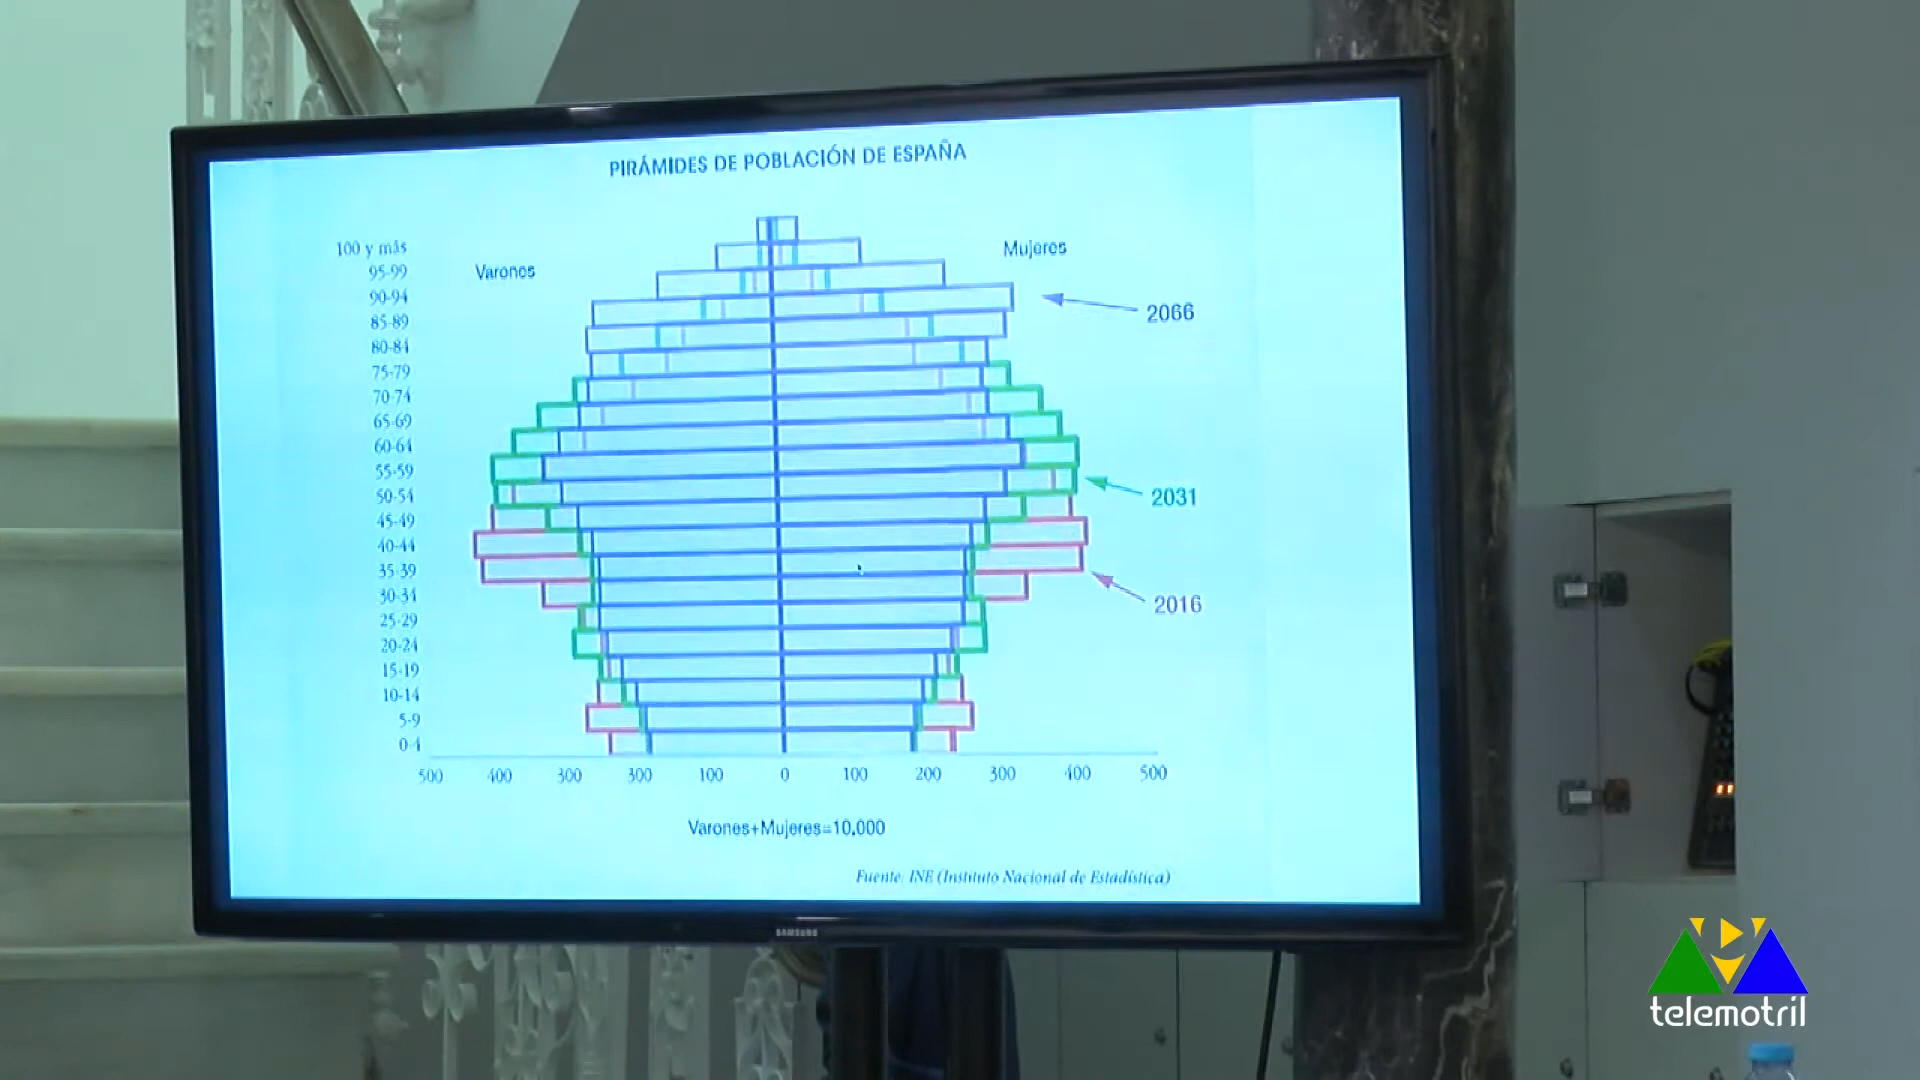 PIRÁMIDES DE POBLACIÓN DE ESPAÑA
100 y más
Varones
Mujeres
95-99
90-94
2066
85-89
80-84
75-79
70-74
65-69
60-64
55-59
50-54
2031
45-49
40-44
35-39
30-34
2016
25-29
20-24
15-19
10-14
5-9
0-4
500 400 300 300 100 0 100 200 300 400 500
Varones+Mujeres=10.000
Fuente: INE (Instituto Nacional de Estadística)
SAMSUNG
telemotril